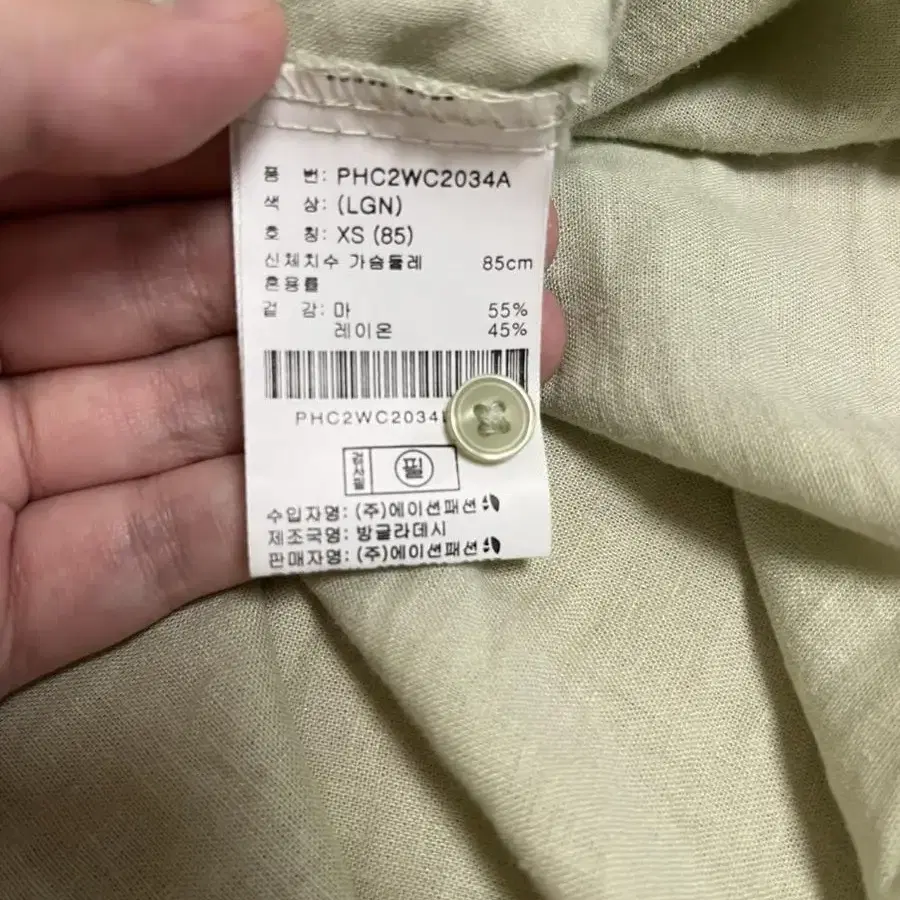 품 번: PHC2WC2034A
색 상: (LGN)
호 칭: XS (85)
신체치수 가슴둘레 85cm
혼용률
겉 감: 마 55%
레이온 45%
PHC2WC2034
검사필 필
수입자명: (주)에이션패션
제조국명: 방글라데시
판매자명: (주)에이션패션